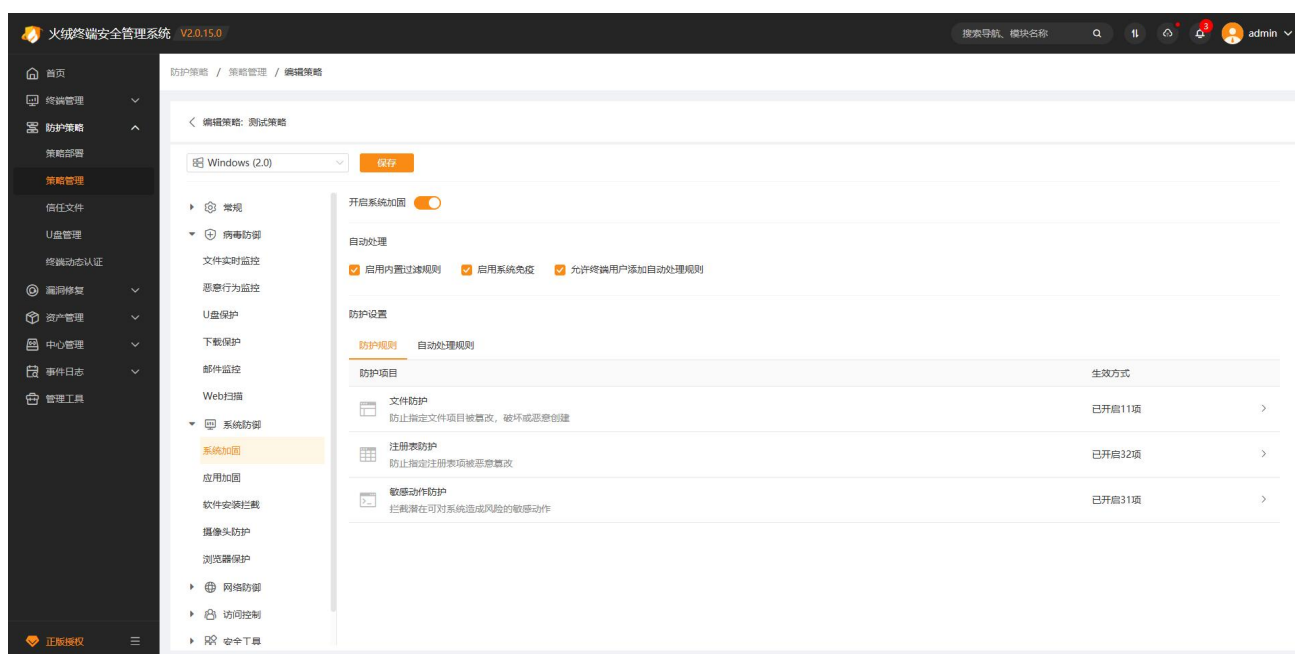 火绒终端安全管理系统 V2.0.15.0
搜索导航、模块名称
3
admin
首页
终端管理
防护策略
策略部署
策略管理
信任文件
U盘管理
终端动态认证
漏洞修复
资产管理
中心管理
事件日志
管理工具
正版授权
防护策略 / 策略管理 / 编辑策略
编辑策略: 测试策略
Windows (2.0)
保存
常规
病毒防御
文件实时监控
恶意行为监控
U盘保护
下载保护
邮件监控
Web扫描
系统防御
系统加固
应用加固
软件安装拦截
摄像头防护
浏览器保护
网络防御
访问控制
安全工具
开启系统加固
自动处理
启用内置过滤规则 启用系统免疫 允许终端用户添加自动处理规则
防护设置
防护规则 自动处理规则
防护项目 生效方式
文件防护
防止指定文件项目被篡改，破坏或恶意创建
已开启11项
注册表防护
防止指定注册表项被恶意篡改
已开启32项
敏感动作防护
拦截潜在可对系统造成风险的敏感动作
已开启31项